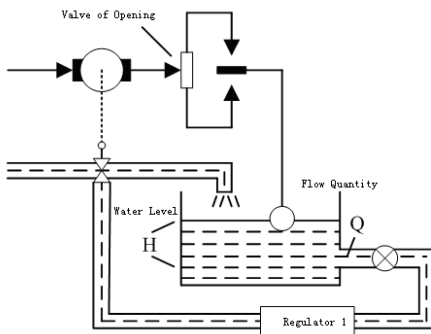 Valve of Opening
Flow Quantity
Water Level
Q
H
Regulator 1